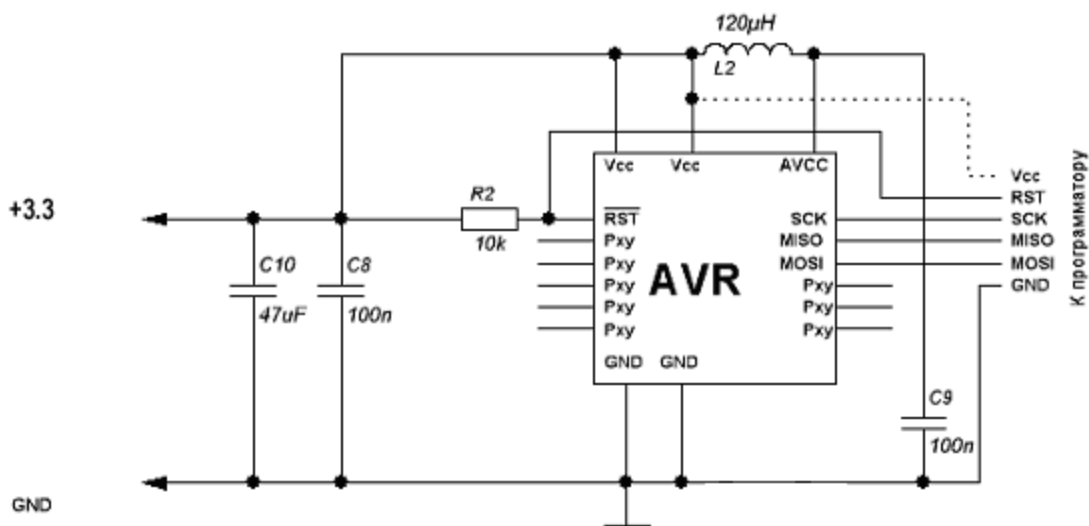 120µH
L2
Vcc Vcc AVCC
+3.3
R2
10k
RST
Pxy
Pxy
Pxy
Pxy
Pxy
SCK
MISO
MOSI
Pxy
Pxy
Pxy
AVR
GND GND
C10
47uF
C8
100n
Vcc
RST
SCK
MISO
MOSI
GND
К программатору
C9
100n
GND